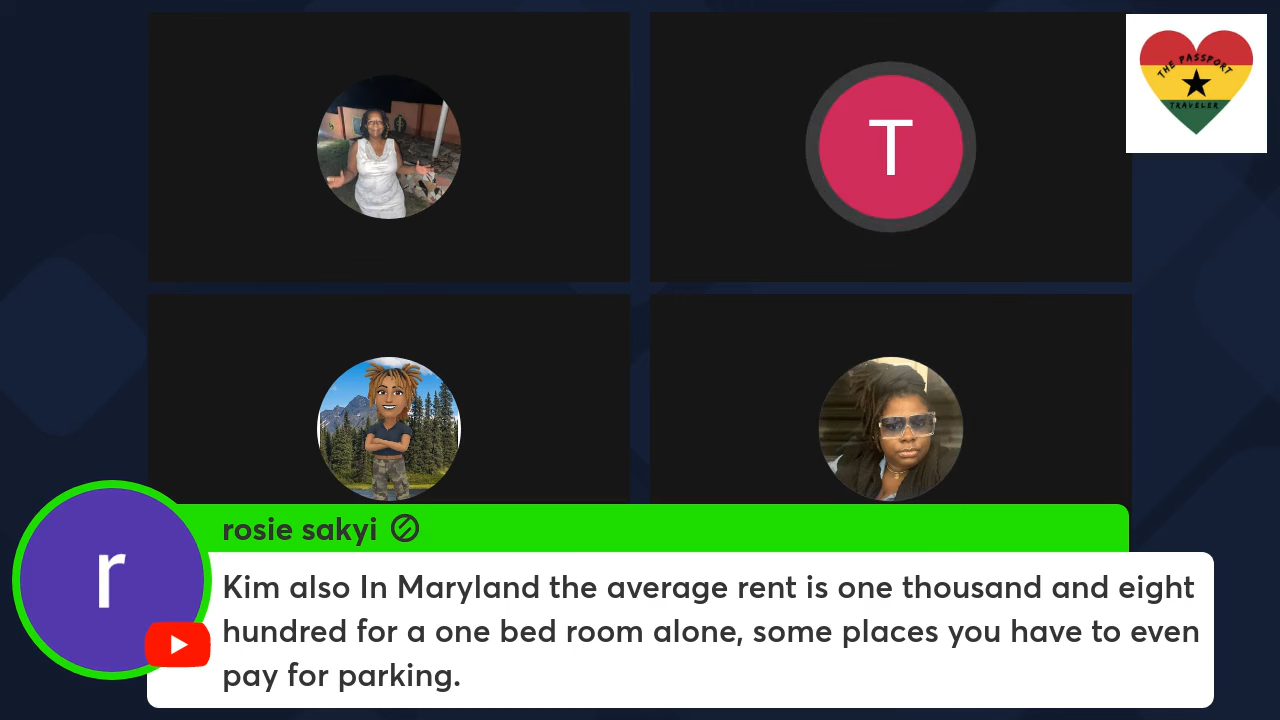 THE PASSPORT
TRAVELER
T
r
rosie sakyi
Kim also In Maryland the average rent is one thousand and eight
hundred for a one bed room alone, some places you have to even
pay for parking.